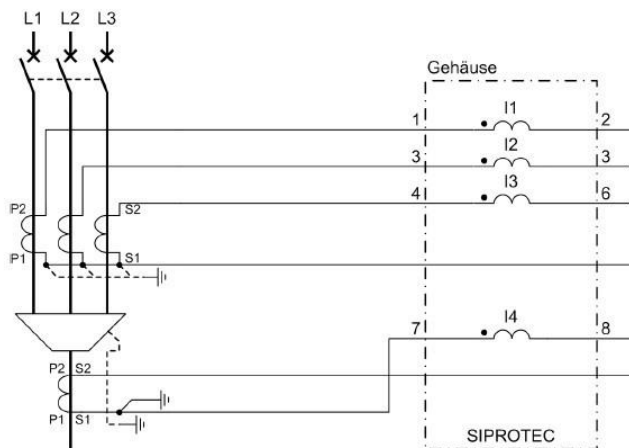 L1 L2 L3
Gehäuse
1 I1 2
3 I2 3
4 I3 6
P2 S2
P1 S1
7 I4 8
P2 S2
P1 S1
SIPROTEC